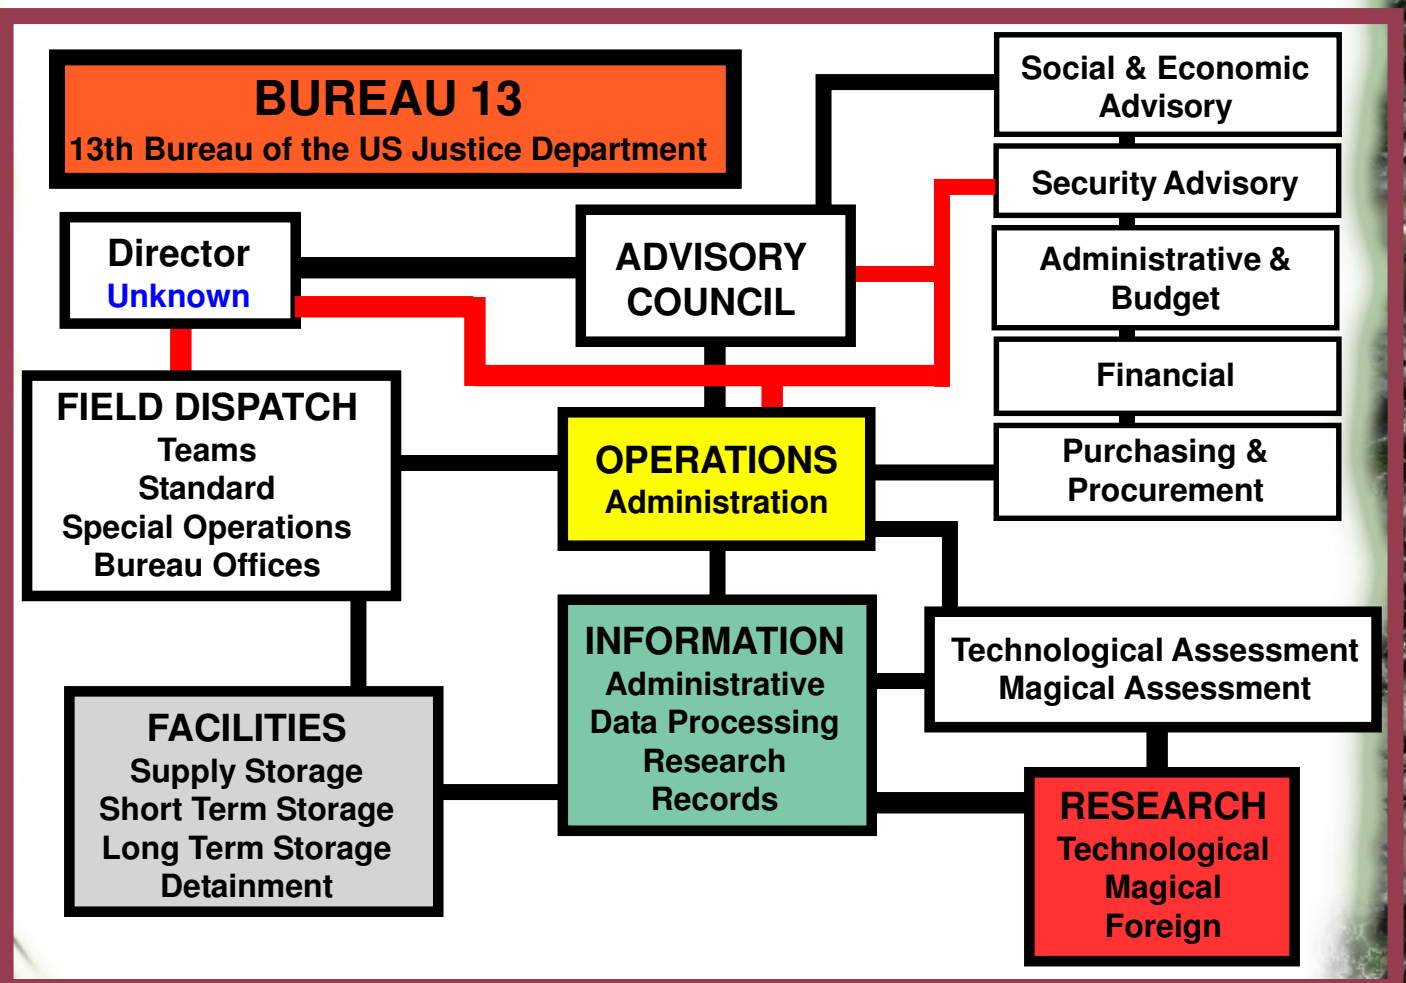 BUREAU 13
13th Bureau of the US Justice Department
Social & Economic
Advisory
Security Advisory
Administrative &
Budget
Financial
Purchasing &
Procurement
Director
Unknown
ADVISORY
COUNCIL
FIELD DISPATCH
Teams
Standard
Special Operations
Bureau Offices
OPERATIONS
Administration
INFORMATION
Administrative
Data Processing
Research
Records
Technological Assessment
Magical Assessment
FACILITIES
Supply Storage
Short Term Storage
Long Term Storage
Detainment
RESEARCH
Technological
Magical
Foreign